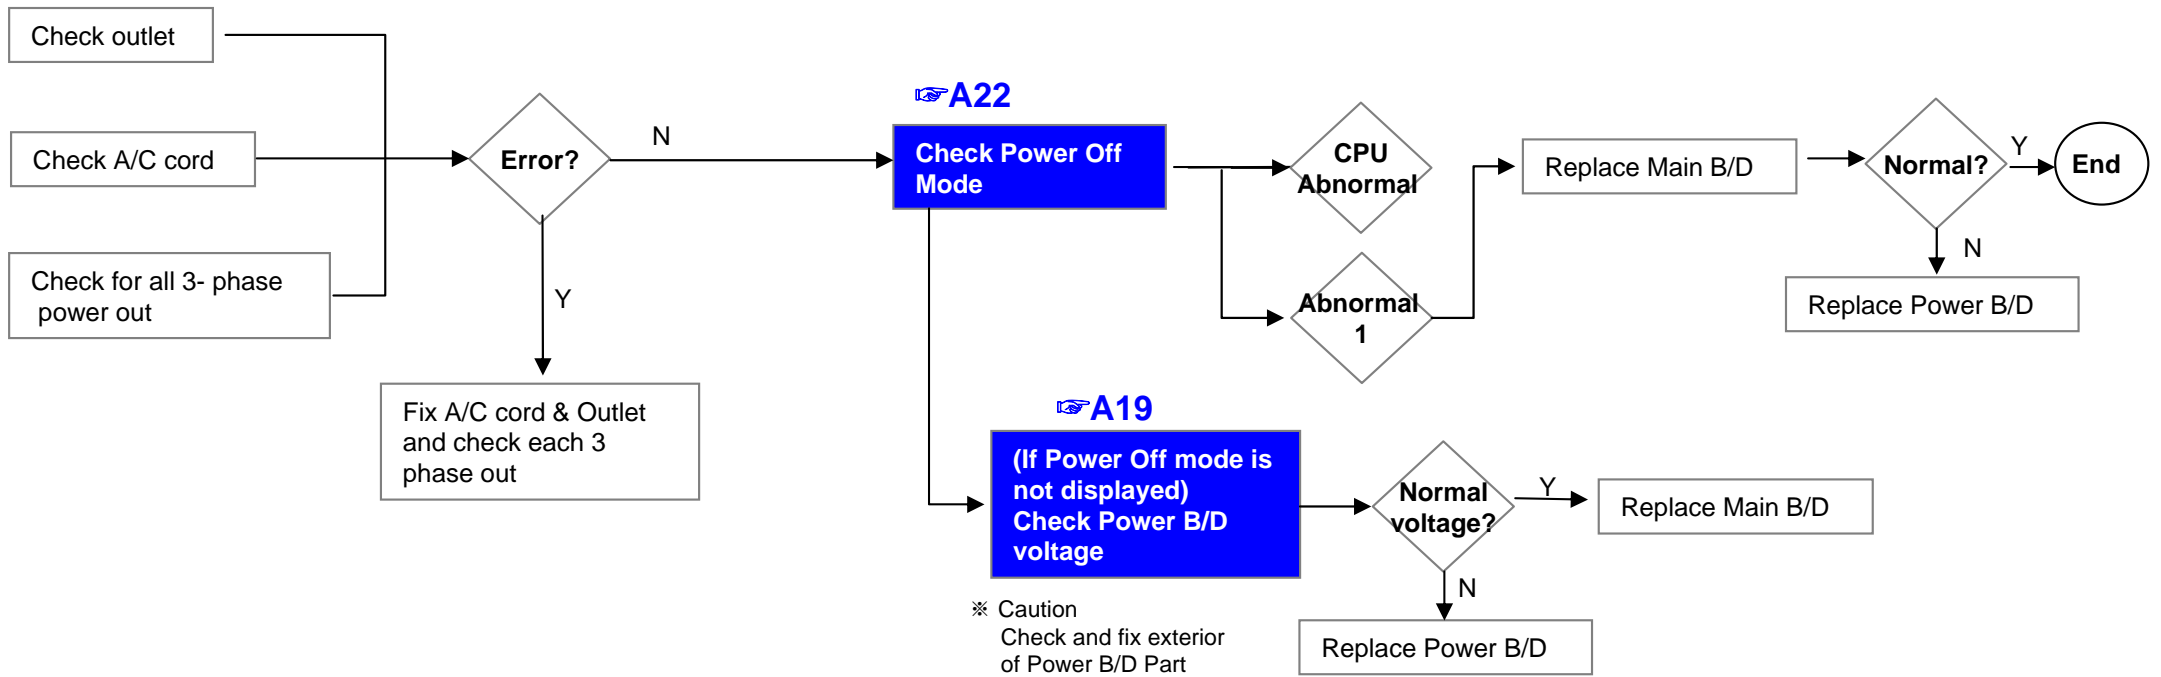 Check outlet
Check A/C cord
Check for all 3- phase
power out
Error?
N
Y
Fix A/C cord & Outlet
and check each 3
phase out
☞A22
Check Power Off
Mode
CPU
Abnormal
Abnormal
1
Replace Main B/D
Normal?
Y
End
N
Replace Power B/D
☞A19
(If Power Off mode is
not displayed)
Check Power B/D
voltage
※ Caution
Check and fix exterior
of Power B/D Part
Normal
voltage?
Y
Replace Main B/D
N
Replace Power B/D